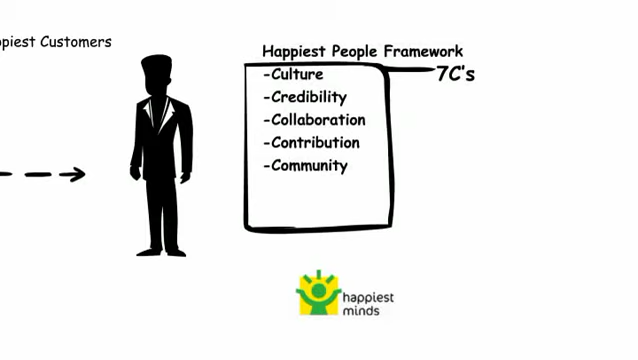 ppiest Customers
Happiest People Framework
7C's
-Culture
-Credibility
-Collaboration
-Contribution
-Community
happiest
minds